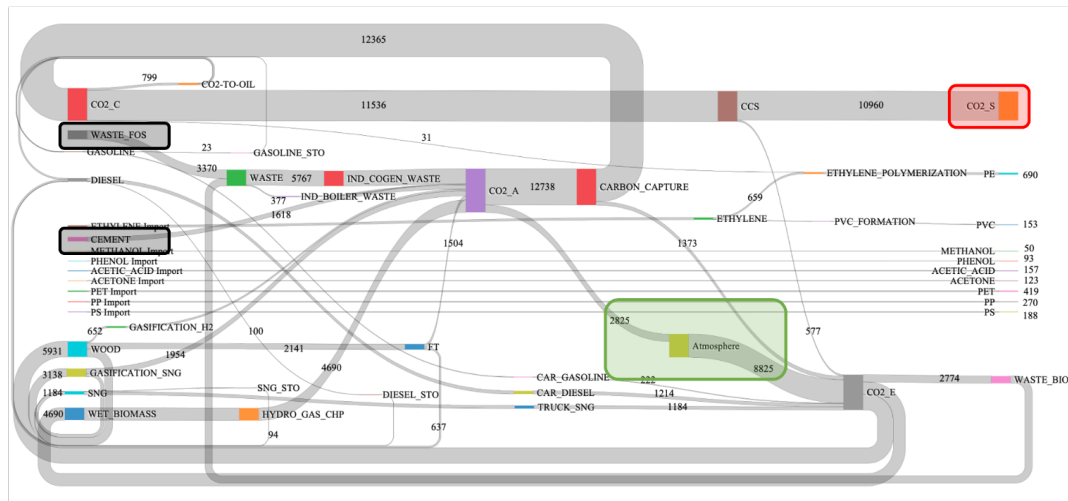 12365
799
CO2-TO-OIL
CO2_C
11536
CCS
10960
CO2_S
WASTE_FOS
31
GASOLINE
23
GASOLINE_STO
3370
DIESEL
WASTE
5767
IND_COGEN_WASTE
CO2_A
12738
CARBON_CAPTURE
ETHYLENE_POLYMERIZATION
PE
690
377
IND_BOILER_WASTE
659
1618
ETHYLENE Import
ETHYLENE
PVC_FORMATION
PVC
153
CEMENT
1504
1373
METHANOL Import
METHANOL
50
PHENOL Import
PHENOL
93
ACETIC_ACID Import
ACETIC_ACID
157
ACETONE Import
ACETONE
123
PET Import
PET
419
PP Import
PP
270
PS Import
PS
188
2825
GASIFICATION_H2
652
100
577
5931
WOOD
1954
2141
FT
Atmosphere
3138
GASIFICATION_SNG
4690
8825
CAR_GASOLINE
222
2774
WASTE_BIO
1184
SNG
SNG_STO
DIESEL_STO
CAR_DIESEL
1214
CO2_E
4690
WET_BIOMASS
HYDRO_GAS_CHP
TRUCK_SNG
1184
94
637